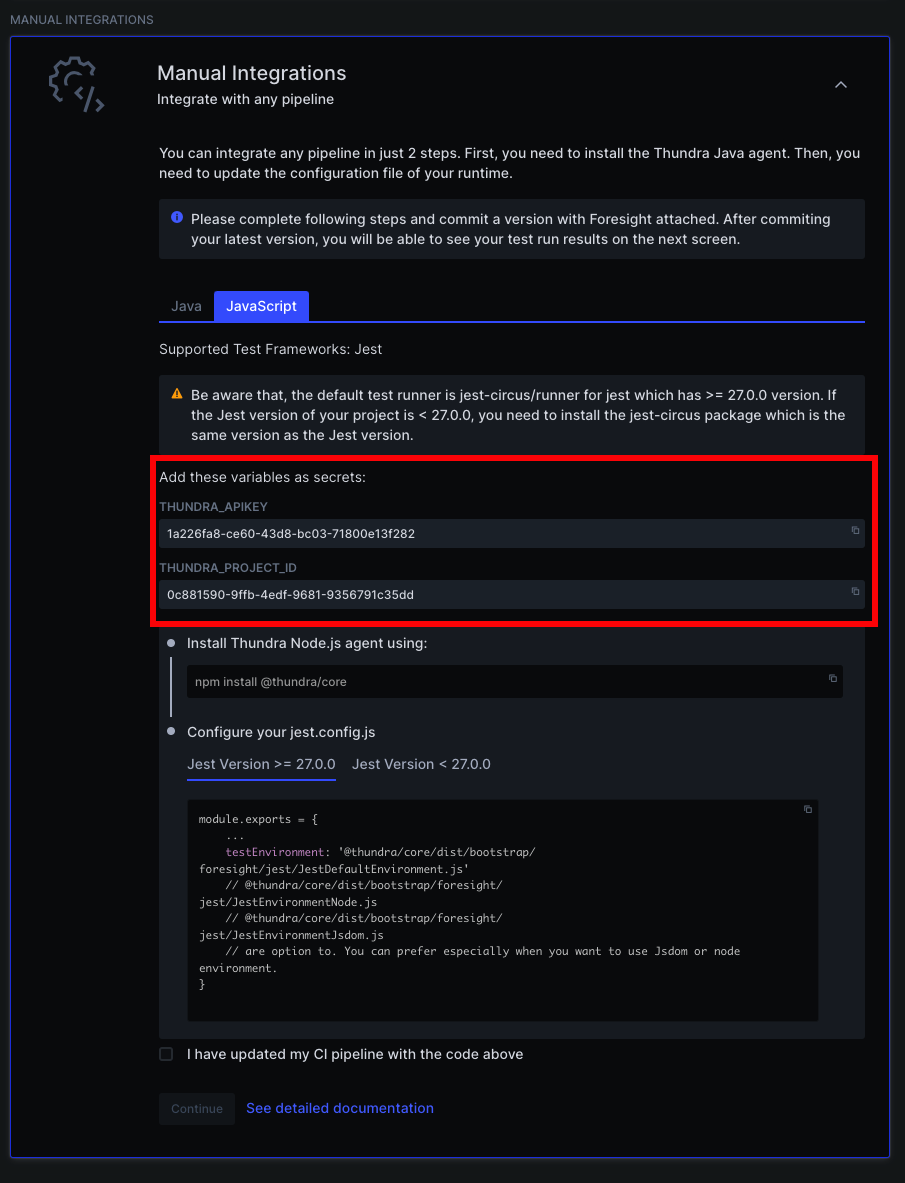 MANUAL INTEGRATIONS
Manual Integrations
Integrate with any pipeline
You can integrate any pipeline in just 2 steps. First, you need to install the Thundra Java agent. Then, you
need to update the configuration file of your runtime.
Please complete following steps and commit a version with Foresight attached. After commiting
your latest version, you will be able to see your test run results on the next screen.
Java JavaScript
Supported Test Frameworks: Jest
Be aware that, the default test runner is jest-circus/runner for jest which has >= 27.0.0 version. If
the Jest version of your project is < 27.0.0, you need to install the jest-circus package which is the
same version as the Jest version.
Add these variables as secrets:
THUNDRA_APIKEY
1a226fa8-ce60-43d8-bc03-71800e13f282
THUNDRA_PROJECT_ID
0c881590-9ffb-4edf-9681-9356791c35dd
Install Thundra Node.js agent using:
npm install @thundra/core
Configure your jest.config.js
Jest Version >= 27.0.0 Jest Version < 27.0.0
module.exports = {
    ...
    testEnvironment: '@thundra/core/dist/bootstrap/
foresight/jest/JestDefaultEnvironment.js'
    // @thundra/core/dist/bootstrap/foresight/
jest/JestEnvironmentNode.js
    // @thundra/core/dist/bootstrap/foresight/
jest/JestEnvironmentJsdom.js
    // are option to. You can prefer especially when you want to use Jsdom or node
environment.
}
I have updated my CI pipeline with the code above
Continue See detailed documentation